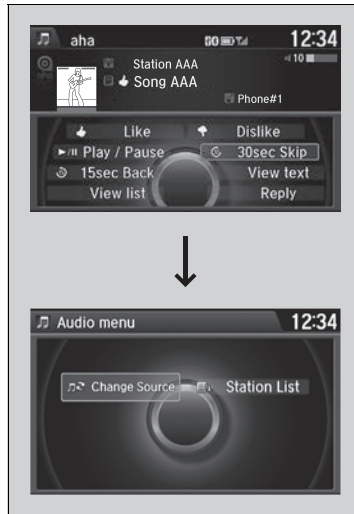 aha 12:34
10
Station AAA
Song AAA
Phone#1
Like Dislike
Play / Pause 30sec Skip
15sec Back View text
View list Reply
Audio menu 12:34
Change Source Station List